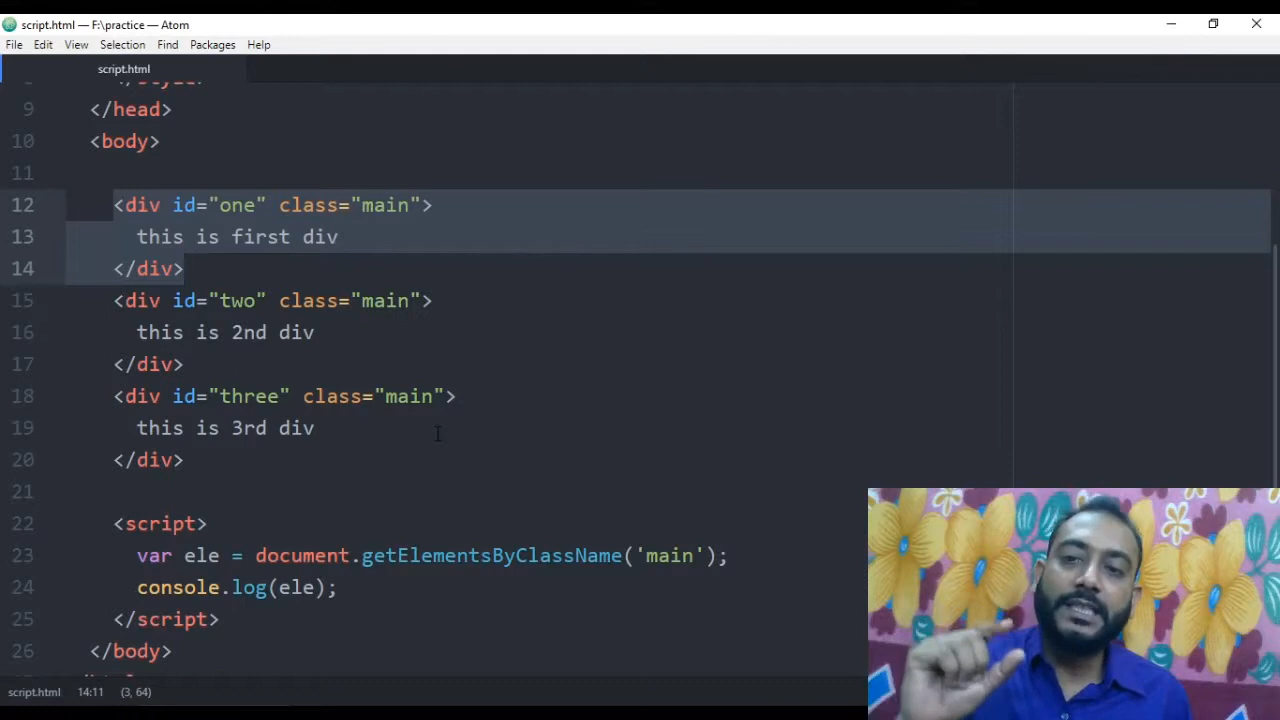 script.html — F:\practice — Atom
File Edit View Selection Find Packages Help
script.html
9 </head>
10 <body>
11
12 <div id="one" class="main">
13 this is first div
14 </div>
15 <div id="two" class="main">
16 this is 2nd div
17 </div>
18 <div id="three" class="main">
19 this is 3rd div
20 </div>
21
22 <script>
23 var ele = document.getElementsByClassName('main');
24 console.log(ele);
25 </script>
26 </body>
script.html 14:11 (3, 64)